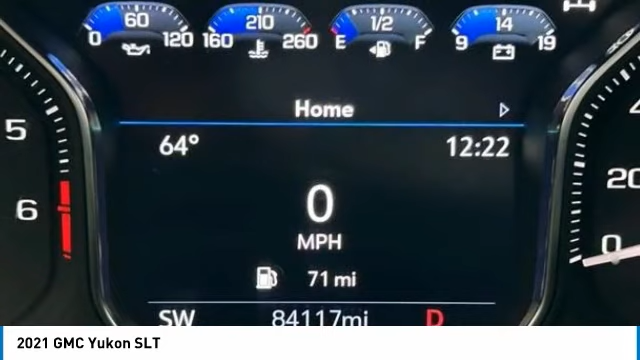 60 210 1/2 14
0 120 160 260 E F 9 19
Home
5 64° 12:22 4
6 0 20
MPH 0
71 mi
SW 84117mi D
2021 GMC Yukon SLT